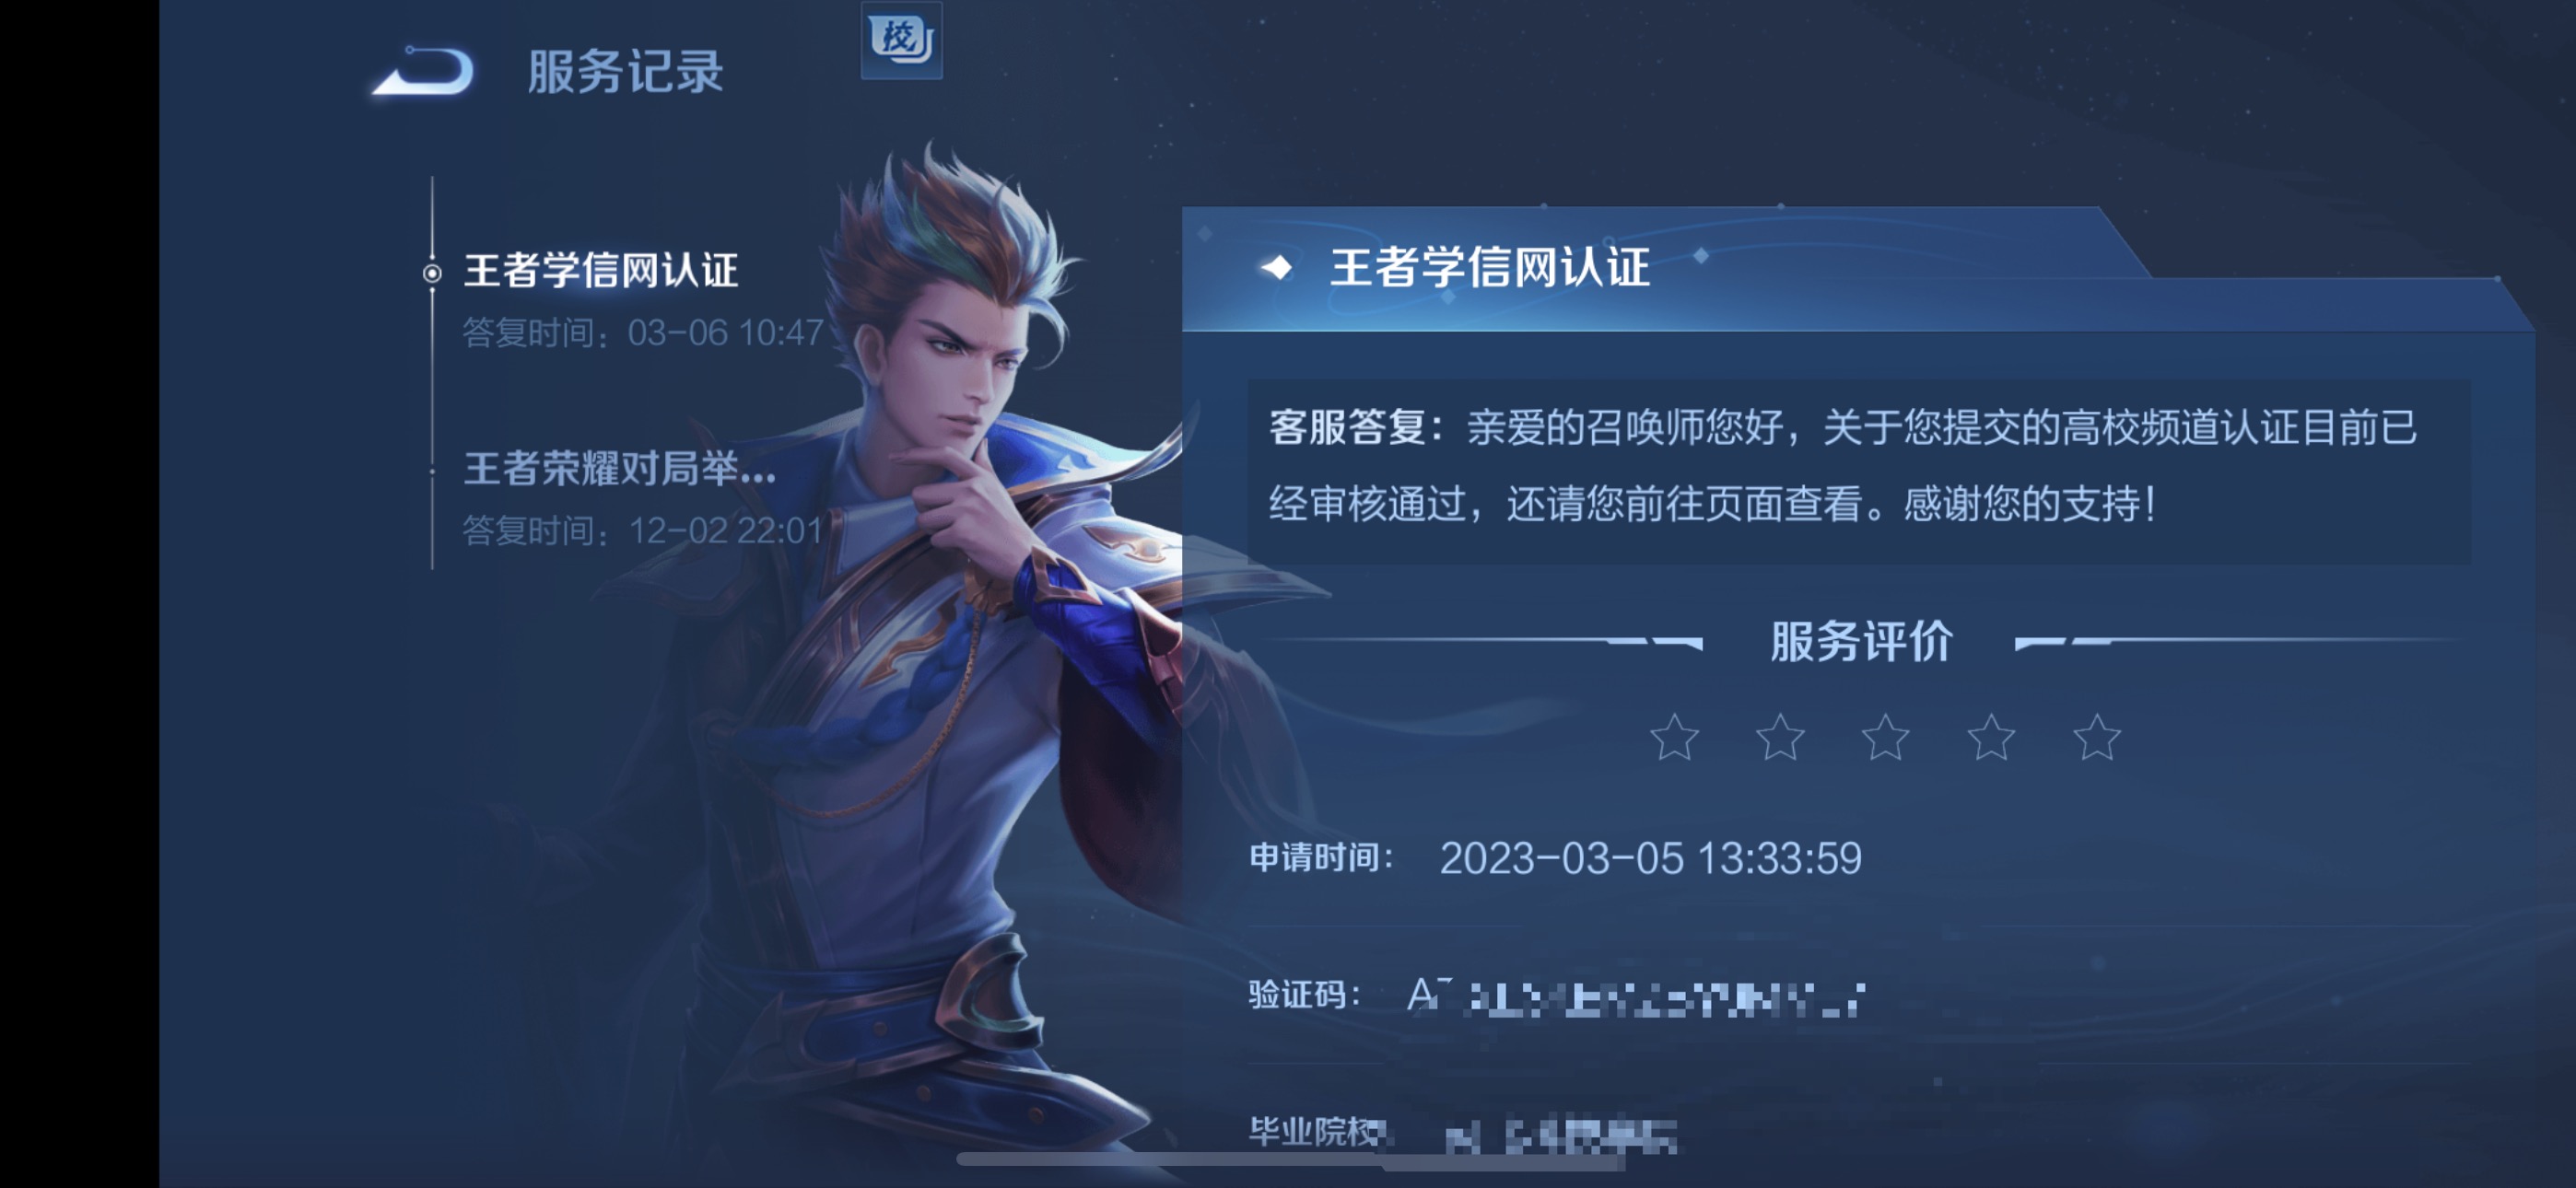 服务记录
校
王者学信网认证
答复时间：03-06 10:47
王者荣耀对局举...
答复时间：12-02 22:01
王者学信网认证
客服答复：亲爱的召唤师您好，关于您提交的高校频道认证目前已
经审核通过，还请您前往页面查看。感谢您的支持！
服务评价
申请时间： 2023-03-05 13:33:59
验证码：
毕业院校